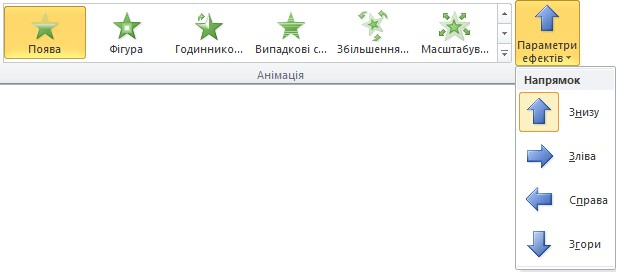 Поява Фігура Годиннико... Випадкові с... Збільшення... Масштабув...
Параметри
ефектів
Анімація
Напрямок
Знизу
Зліва
Справа
Згори